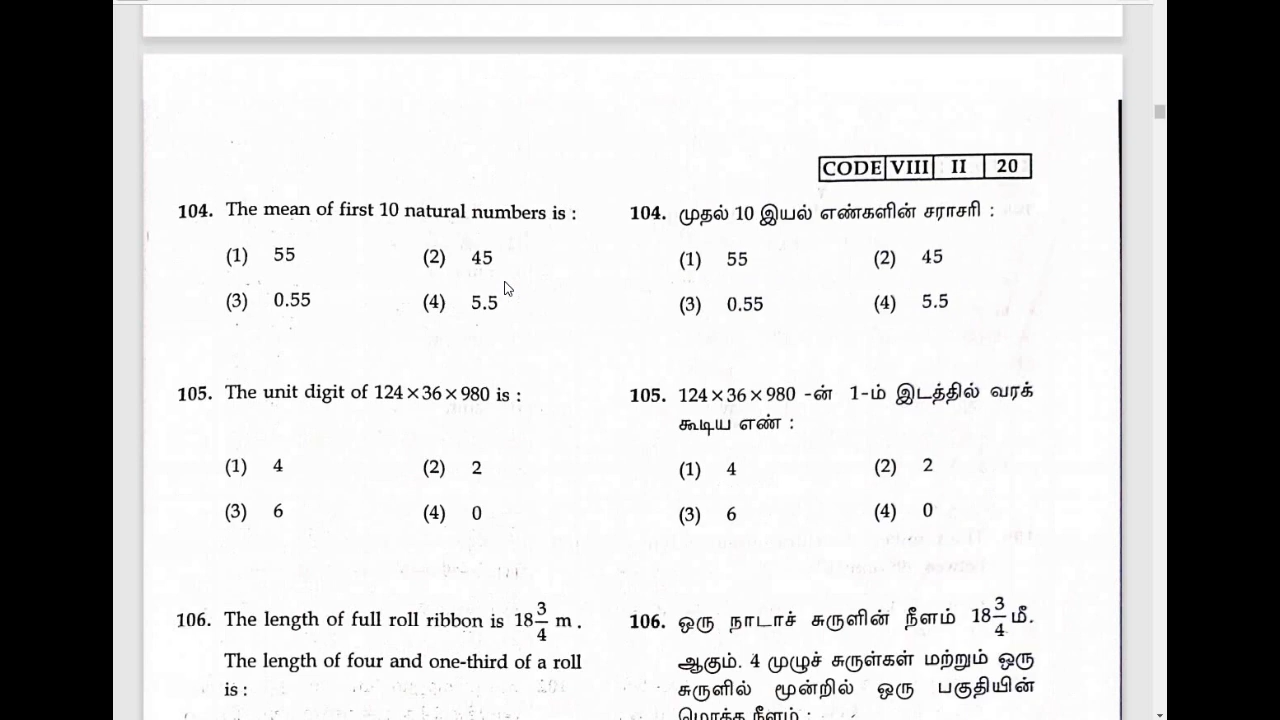 CODE VIII II 20
104. The mean of first 10 natural numbers is :
(1) 55 (2) 45
(3) 0.55 (4) 5.5
105. The unit digit of 124×36×980 is :
(1) 4 (2) 2
(3) 6 (4) 0
106. The length of full roll ribbon is 18 3/4 m.
The length of four and one-third of a roll
is :
104. முதல் 10 இயல் எண்களின் சராசரி :
(1) 55 (2) 45
(3) 0.55 (4) 5.5
105. 124×36×980 -ன் 1-ம் இடத்தில் வரக்
கூடிய எண் :
(1) 4 (2) 2
(3) 6 (4) 0
106. ஒரு நாடாச் சுருளின் நீளம் 18 3/4 மீ.
ஆகும். 4 முழுச் சுருள்கள் மற்றும் ஒரு
சுருளில் மூன்றில் ஒரு பகுதியின்
மொத்த நீளம் :